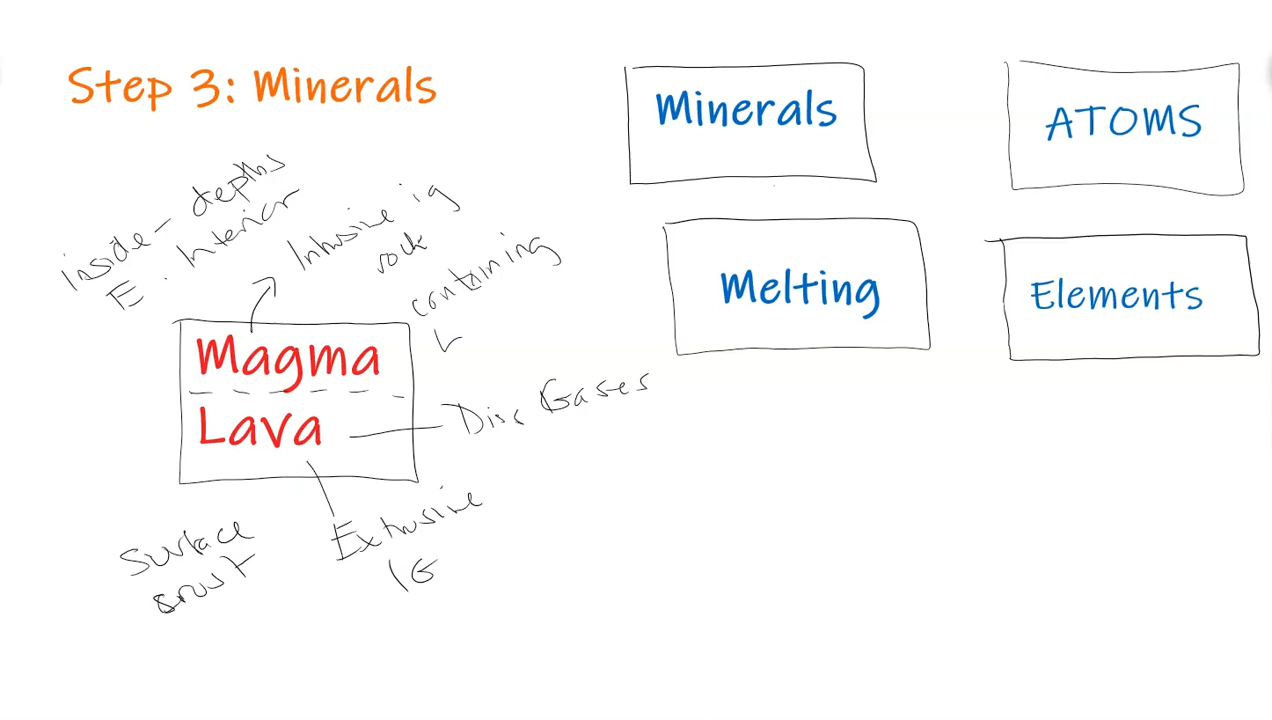 Step 3: Minerals
Minerals
ATOMS
inside - depths
E. Interior
Intrusive ig
rock
containing
Melting
Elements
Magma
Lava
Gases
Extrusive
IG
Surface
crust